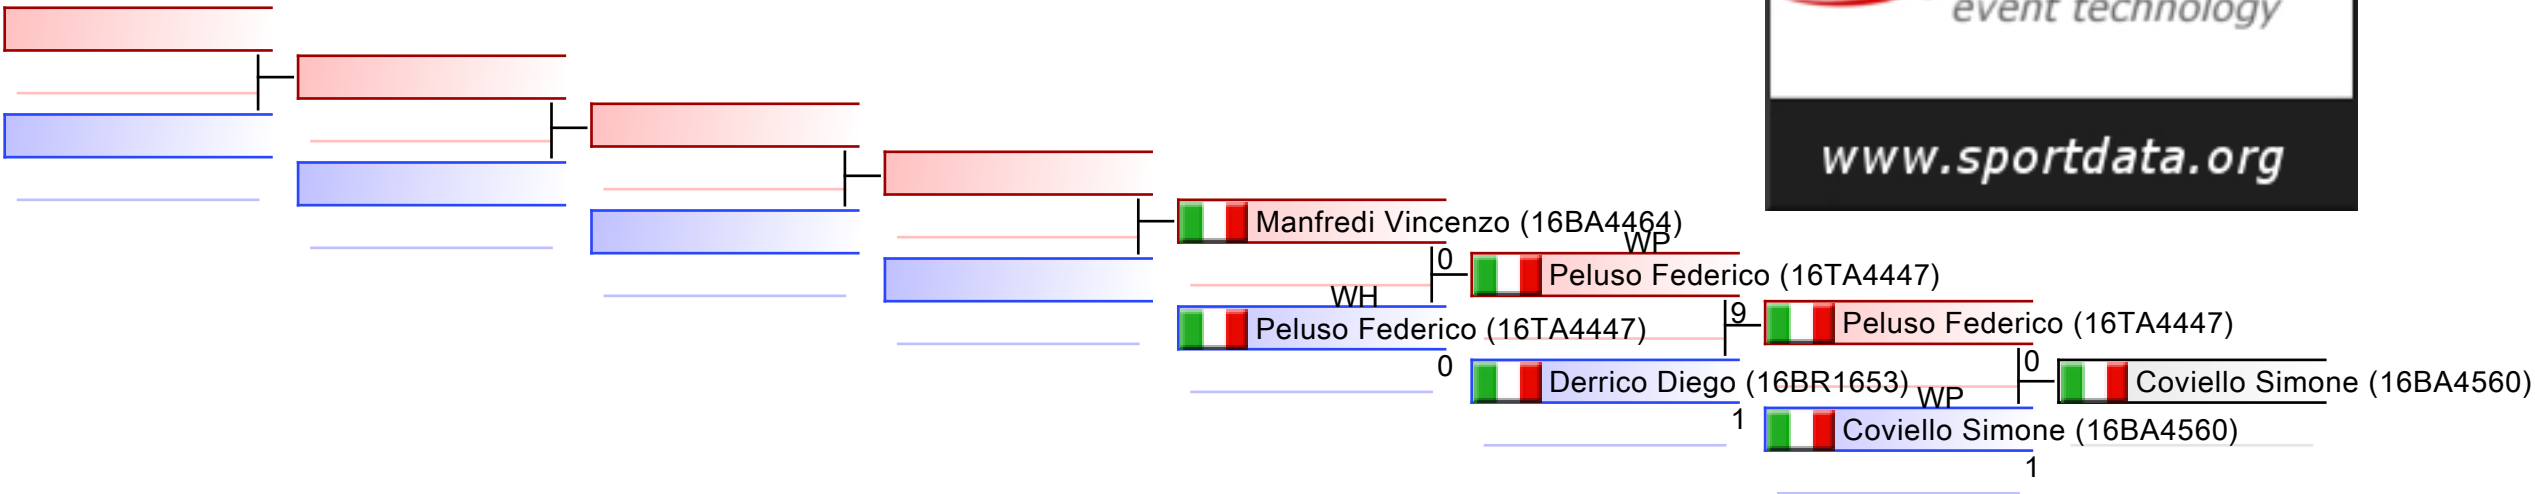 event technology
www.sportdata.org
Manfredi Vincenzo (16BA4464)
WP
0
Peluso Federico (16TA4447)
WH
9
Peluso Federico (16TA4447)
Peluso Federico (16TA4447)
0
0
Derrico Diego (16BR1653)
Coviello Simone (16BA4560)
WP
1
Coviello Simone (16BA4560)
1